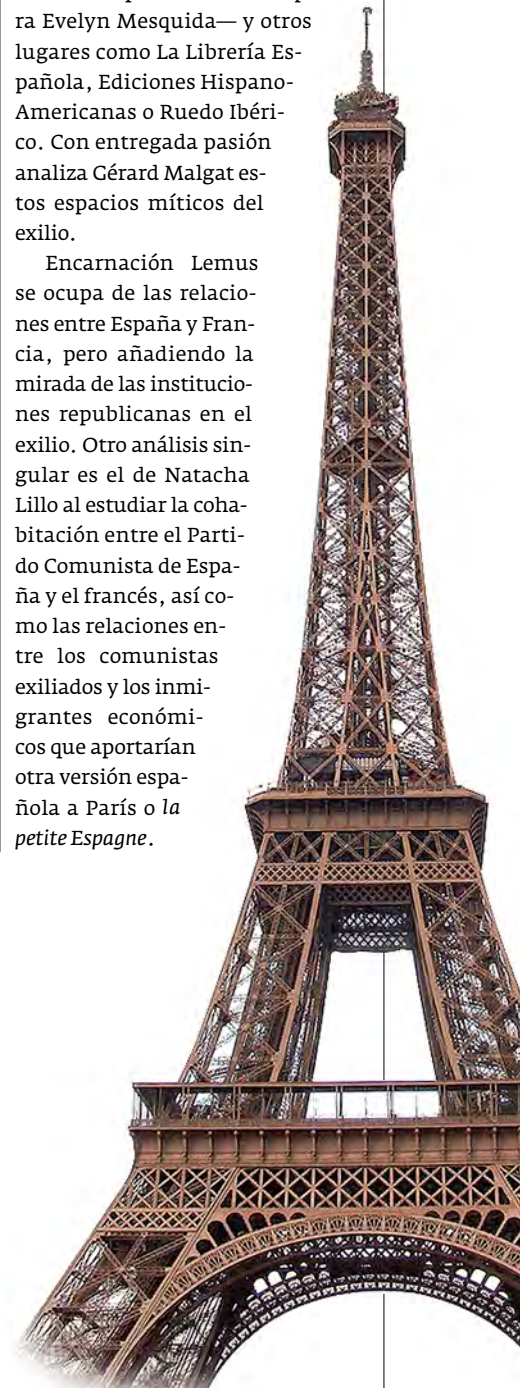 ra Evelyn Mesquida— y otros
lugares como La Librería Es-
pañola, Ediciones Hispano-
Americanas o Ruedo Ibéri-
co. Con entregada pasión
analiza Gérard Malgat es-
tos espacios míticos del
exilio.
Encarnación Lemus
se ocupa de las relacio-
nes entre España y Fran-
cia, pero añadiendo la
mirada de las institucio-
nes republicanas en el
exilio. Otro análisis sin-
gular es el de Natacha
Lillo al estudiar la coha-
bitación entre el Parti-
do Comunista de Espa-
ña y el francés, así co-
mo las relaciones en-
tre los comunistas
exiliados y los inmi-
grantes económi-
cos que aportarían
otra versión espa-
ñola a París o la
petite Espagne.